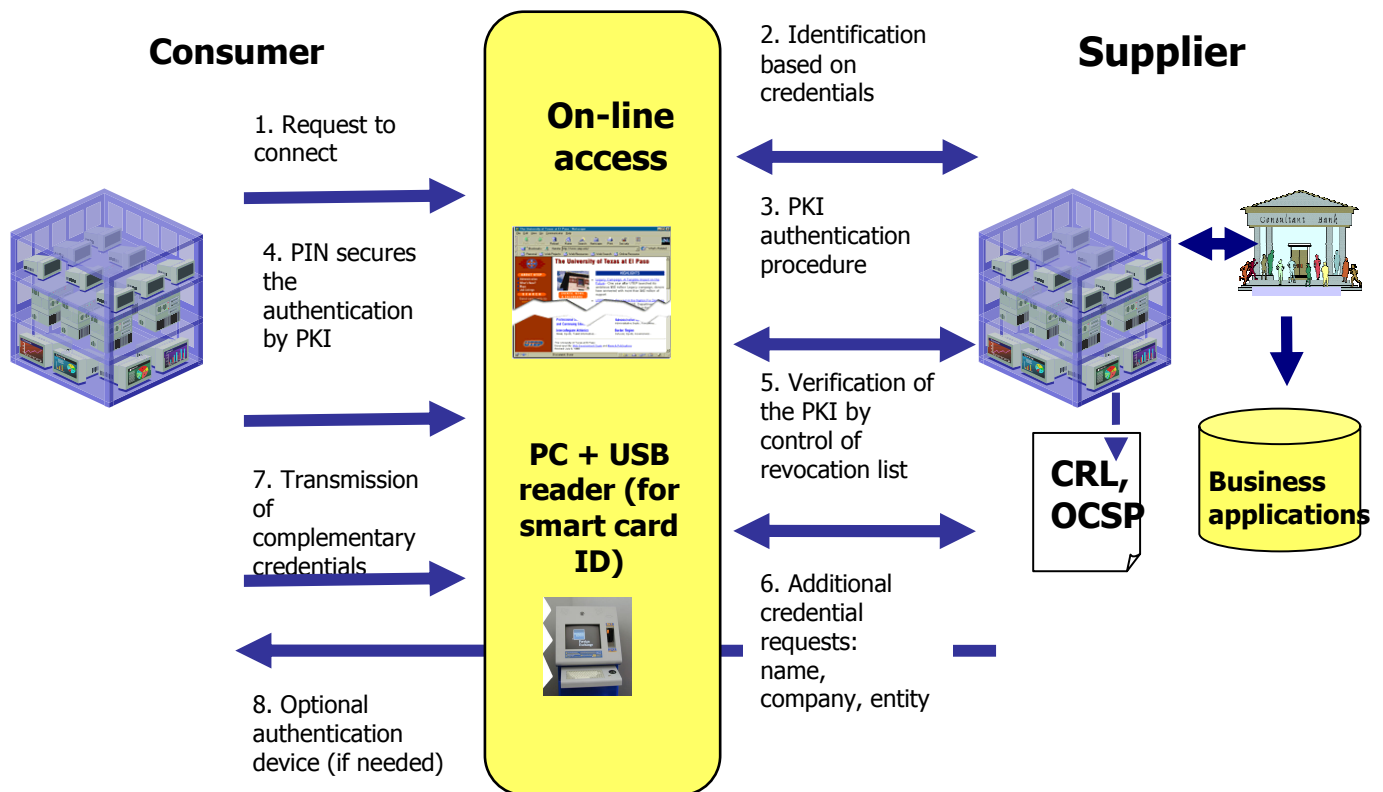 Consumer
1. Request to
connect
4. PIN secures
the
authentication
by PKI
7. Transmission
of
complementary
credentials
8. Optional
authentication
device (if needed)
On-line
access
The University of Texas at El Paso
HIGHLIGHTS
PC + USB
reader (for
smart card
ID)
2. Identification
based on
credentials
3. PKI
authentication
procedure
5. Verification of
the PKI by
control of
revocation list
6. Additional
credential
requests:
name,
company, entity
Supplier
Consultant Bank
CRL,
OCSP
Business
applications